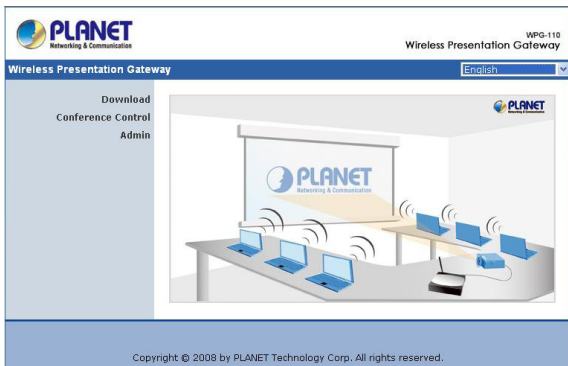 PLANET
Networking & Communication
WPG-110
Wireless Presentation Gateway
Wireless Presentation Gateway
English
Download
Conference Control
Admin
PLANET
Networking & Communication
PLANET
Networking & Communication
Copyright © 2008 by PLANET Technology Corp. All rights reserved.